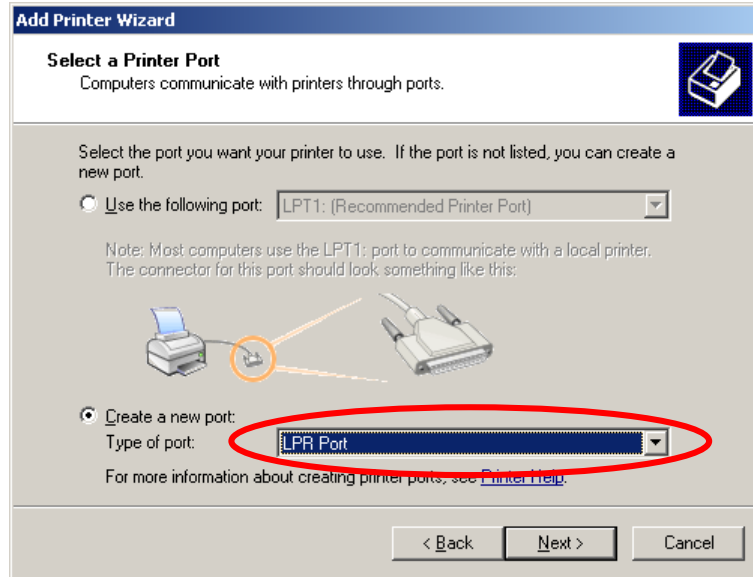 Add Printer Wizard
Select a Printer Port
Computers communicate with printers through ports.
Select the port you want your printer to use. If the port is not listed, you can create a
new port.
Use the following port: LPT1: (Recommended Printer Port)
Note: Most computers use the LPT1: port to communicate with a local printer.
The connector for this port should look something like this:
Create a new port:
Type of port: LPR Port
For more information about creating printer ports, see Printer Help.
< Back Next > Cancel